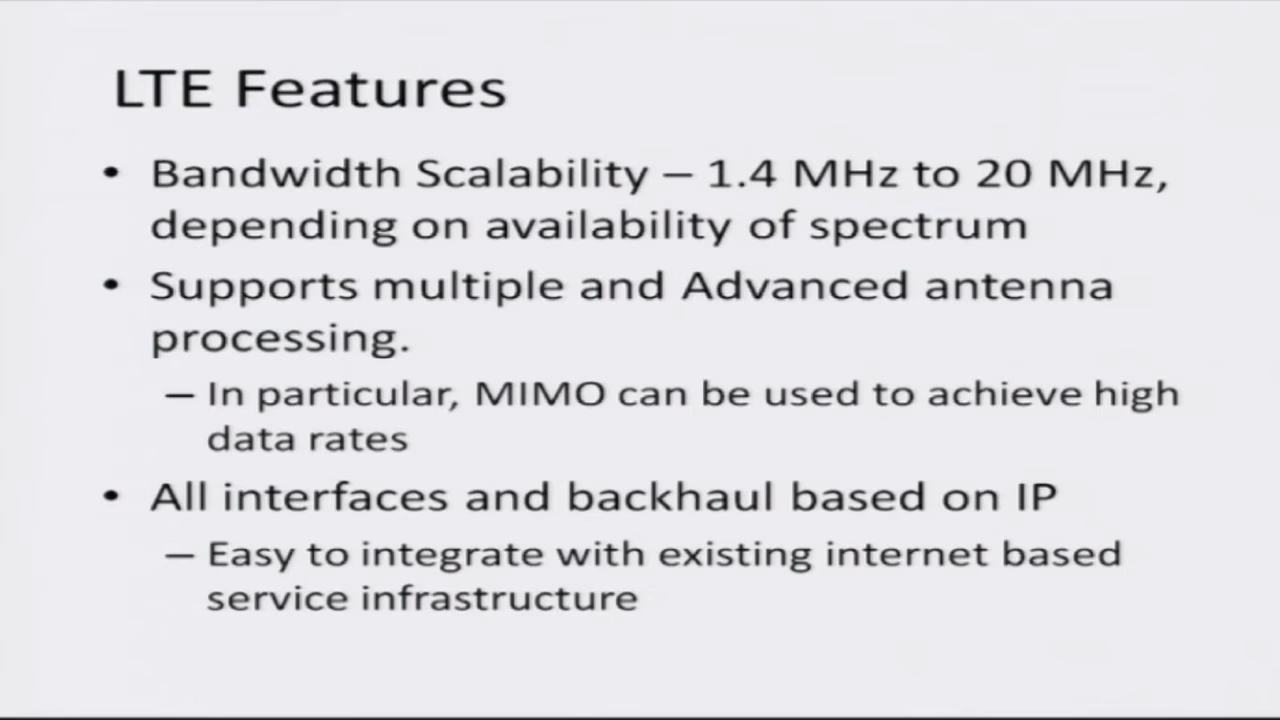 LTE Features
• Bandwidth Scalability – 1.4 MHz to 20 MHz,
depending on availability of spectrum
• Supports multiple and Advanced antenna
processing.
– In particular, MIMO can be used to achieve high
data rates
• All interfaces and backhaul based on IP
– Easy to integrate with existing internet based
service infrastructure